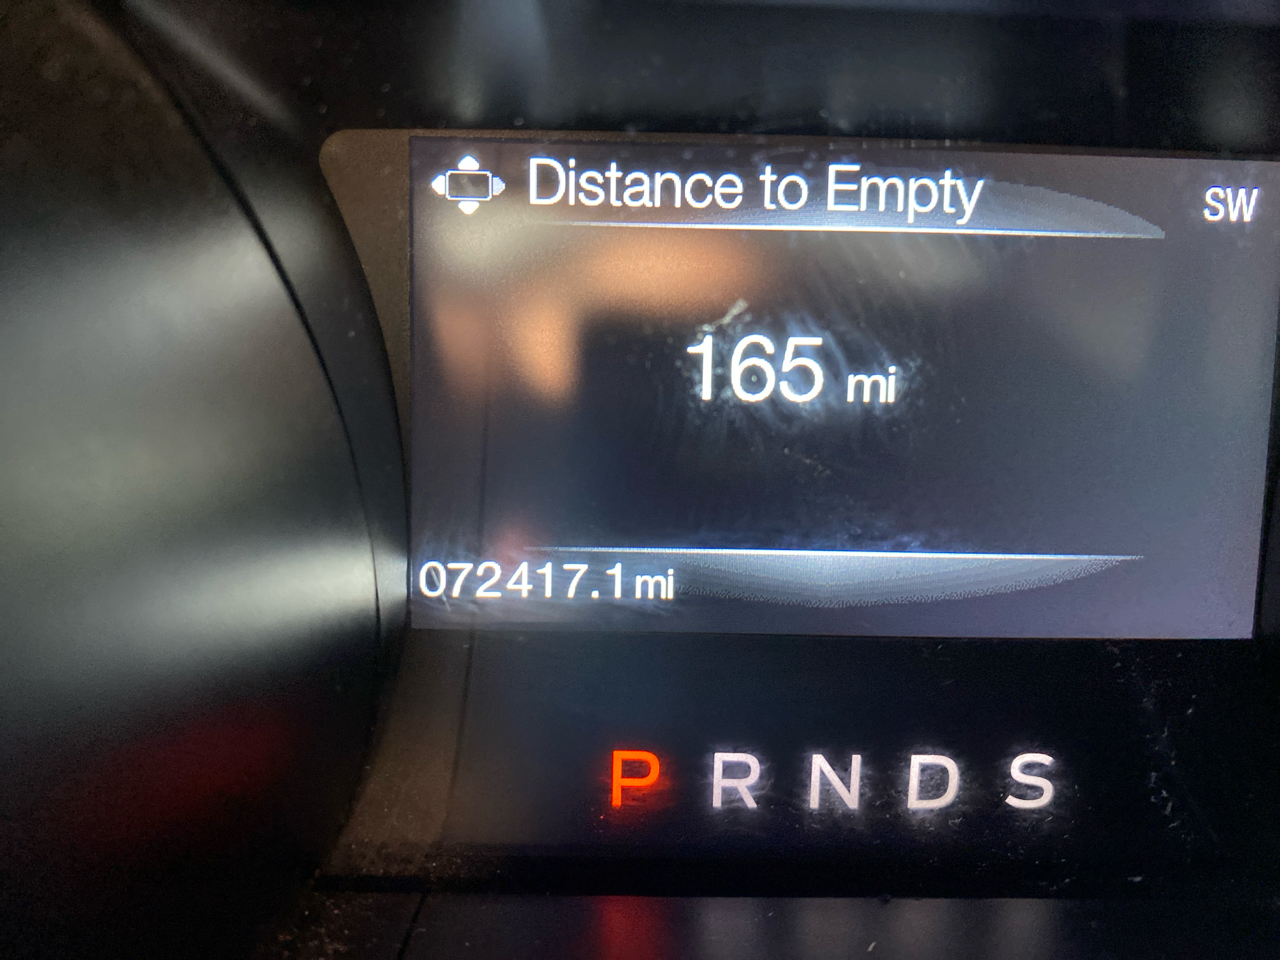 Distance to Empty SW
165 mi
072417.1 mi
P R N D S